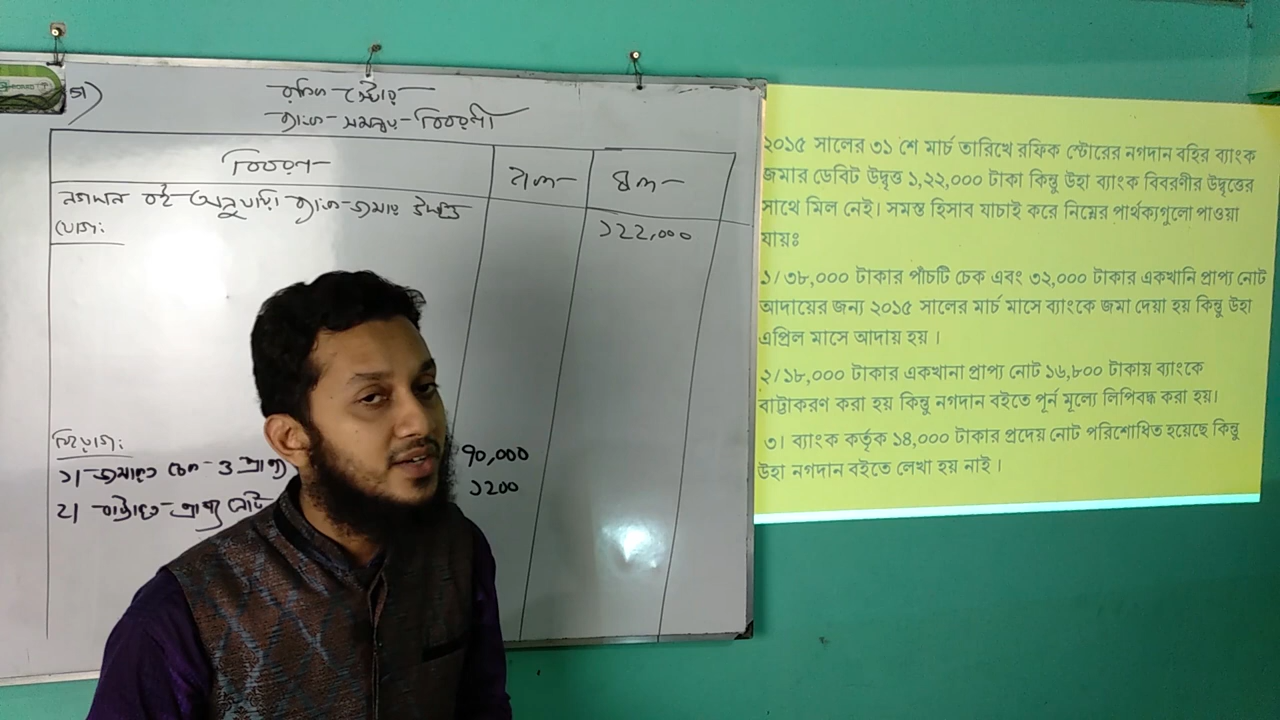 রফিক স্টোর
ব্যাংক সমন্বয় বিবরণী
বিবরণ
টাকা
টাকা
নগদান বই অনুযায়ী ব্যাংক জমার উদ্বৃত্ত
যোগ:
১২২,০০০
বিয়োগ:
১। জমাকৃত চেক ও প্রাপ্য
৭০,০০০
২। বাট্টাকৃত প্রাপ্য নোট
১২০০
২০১৫ সালের ৩১ শে মার্চ তারিখে রফিক স্টোরের নগদান বহির ব্যাংক
জমার ডেবিট উদ্বৃত্ত ১,২২,০০০ টাকা কিন্তু উহা ব্যাংক বিবরণীর উদ্বৃত্তের
সাথে মিল নেই। সমস্ত হিসাব যাচাই করে নিম্নের পার্থক্যগুলো পাওয়া
যায়ঃ
১/ ৩৮,০০০ টাকার পাঁচটি চেক এবং ৩২,০০০ টাকার একখানি প্রাপ্য নোট
আদায়ের জন্য ২০১৫ সালের মার্চ মাসে ব্যাংকে জমা দেয়া হয় কিন্তু উহা
এপ্রিল মাসে আদায় হয় ।
২/ ১৮,০০০ টাকার একখানা প্রাপ্য নোট ১৬,৮০০ টাকায় ব্যাংকে
বাট্টাকরণ করা হয় কিন্তু নগদান বইতে পূর্ন মূল্যে লিপিবদ্ধ করা হয়।
৩। ব্যাংক কর্তৃক ১৪,০০০ টাকার প্রদেয় নোট পরিশোধিত হয়েছে কিন্তু
উহা নগদান বইতে লেখা হয় নাই ।